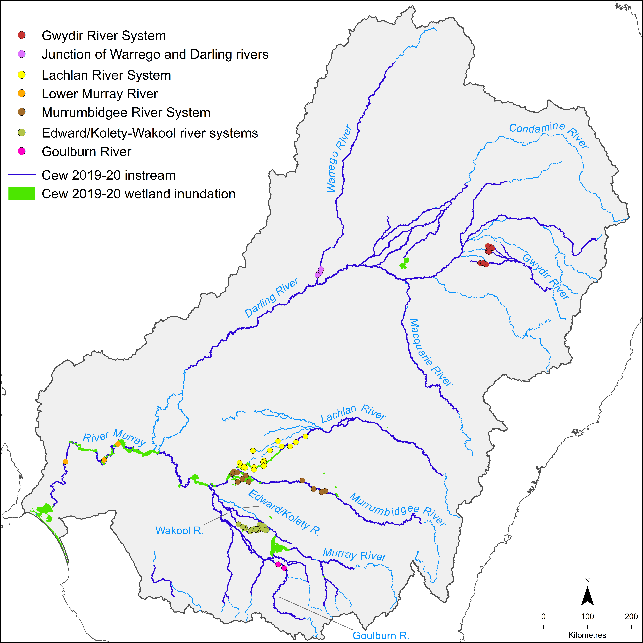 Gwydir River System
Junction of Warrego and Darling rivers
Lachlan River System
Lower Murray River
Murrumbidgee River System
Edward/Kolety-Wakool river systems
Goulburn River
Cew 2019-20 instream
Cew 2019-20 wetland inundation
Condamine River
Warrego River
Gwydir River
Darling River
Macquarie River
Lachlan River
River Murray
Murrumbidgee River
Edward/Kolety R.
Wakool R.
Murray River
Goulburn R.
N
0 100 200
Kilometres